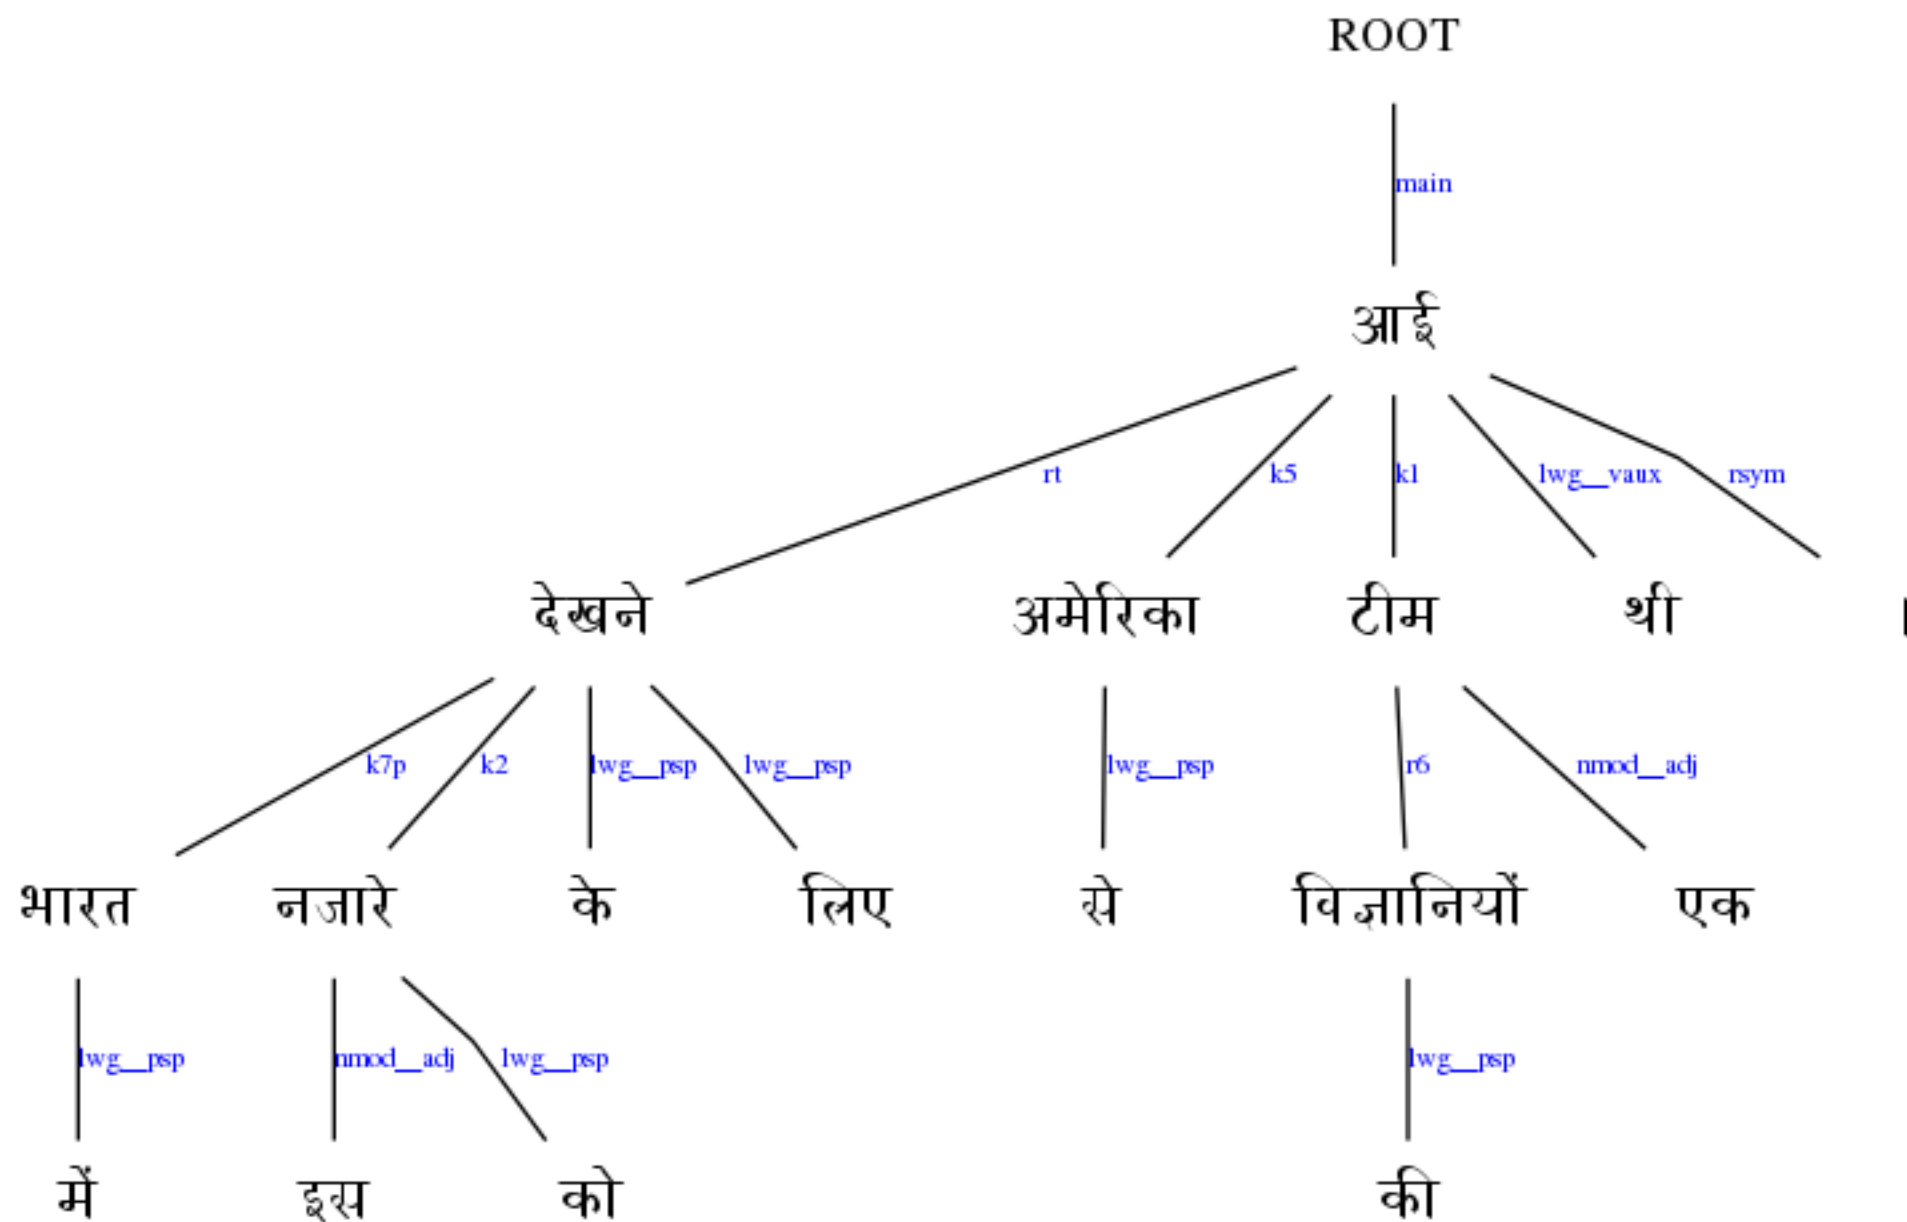 ROOT
main
आई
rt k5 k1 lwg__vaux rsym
देखने अमेरिका टीम थी ।
k7p k2 lwg__psp lwg__psp lwg__psp r6 nmod__adj
भारत नजारे के लिए से विज्ञानियों एक
lwg__psp nmod__adj lwg__psp lwg__psp
में इस को की